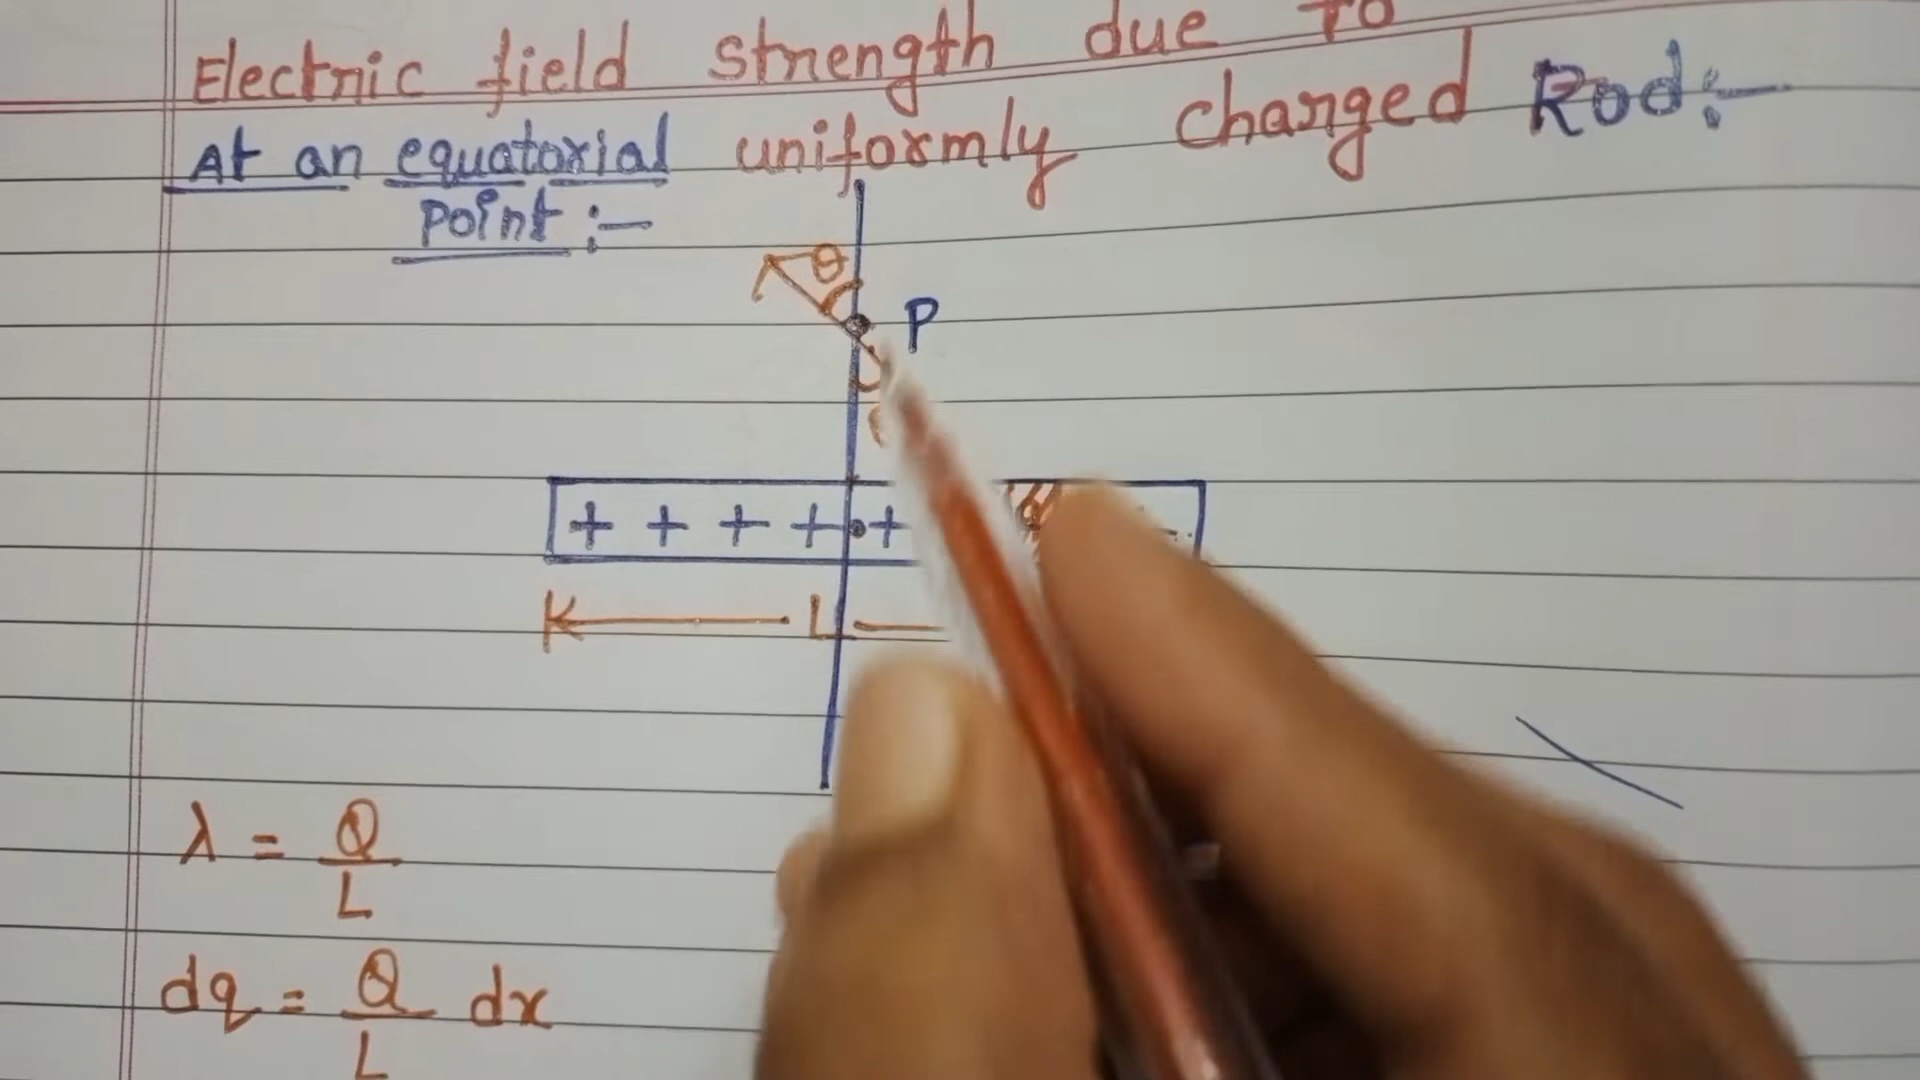 Electric field strength due To
At an equatorial uniformly charged Rod:-
point :-
θ
P
+ + + + +
L
λ = Q/L
dq = Q/L dx